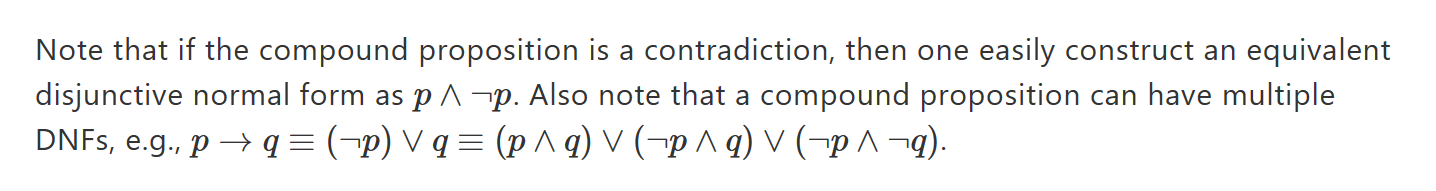 Note that if the compound proposition is a contradiction, then one easily construct an equivalent
disjunctive normal form as p ∧ ¬p. Also note that a compound proposition can have multiple
DNFs, e.g., p → q ≡ (¬p) ∨ q ≡ (p ∧ q) ∨ (¬p ∧ q) ∨ (¬p ∧ ¬q).